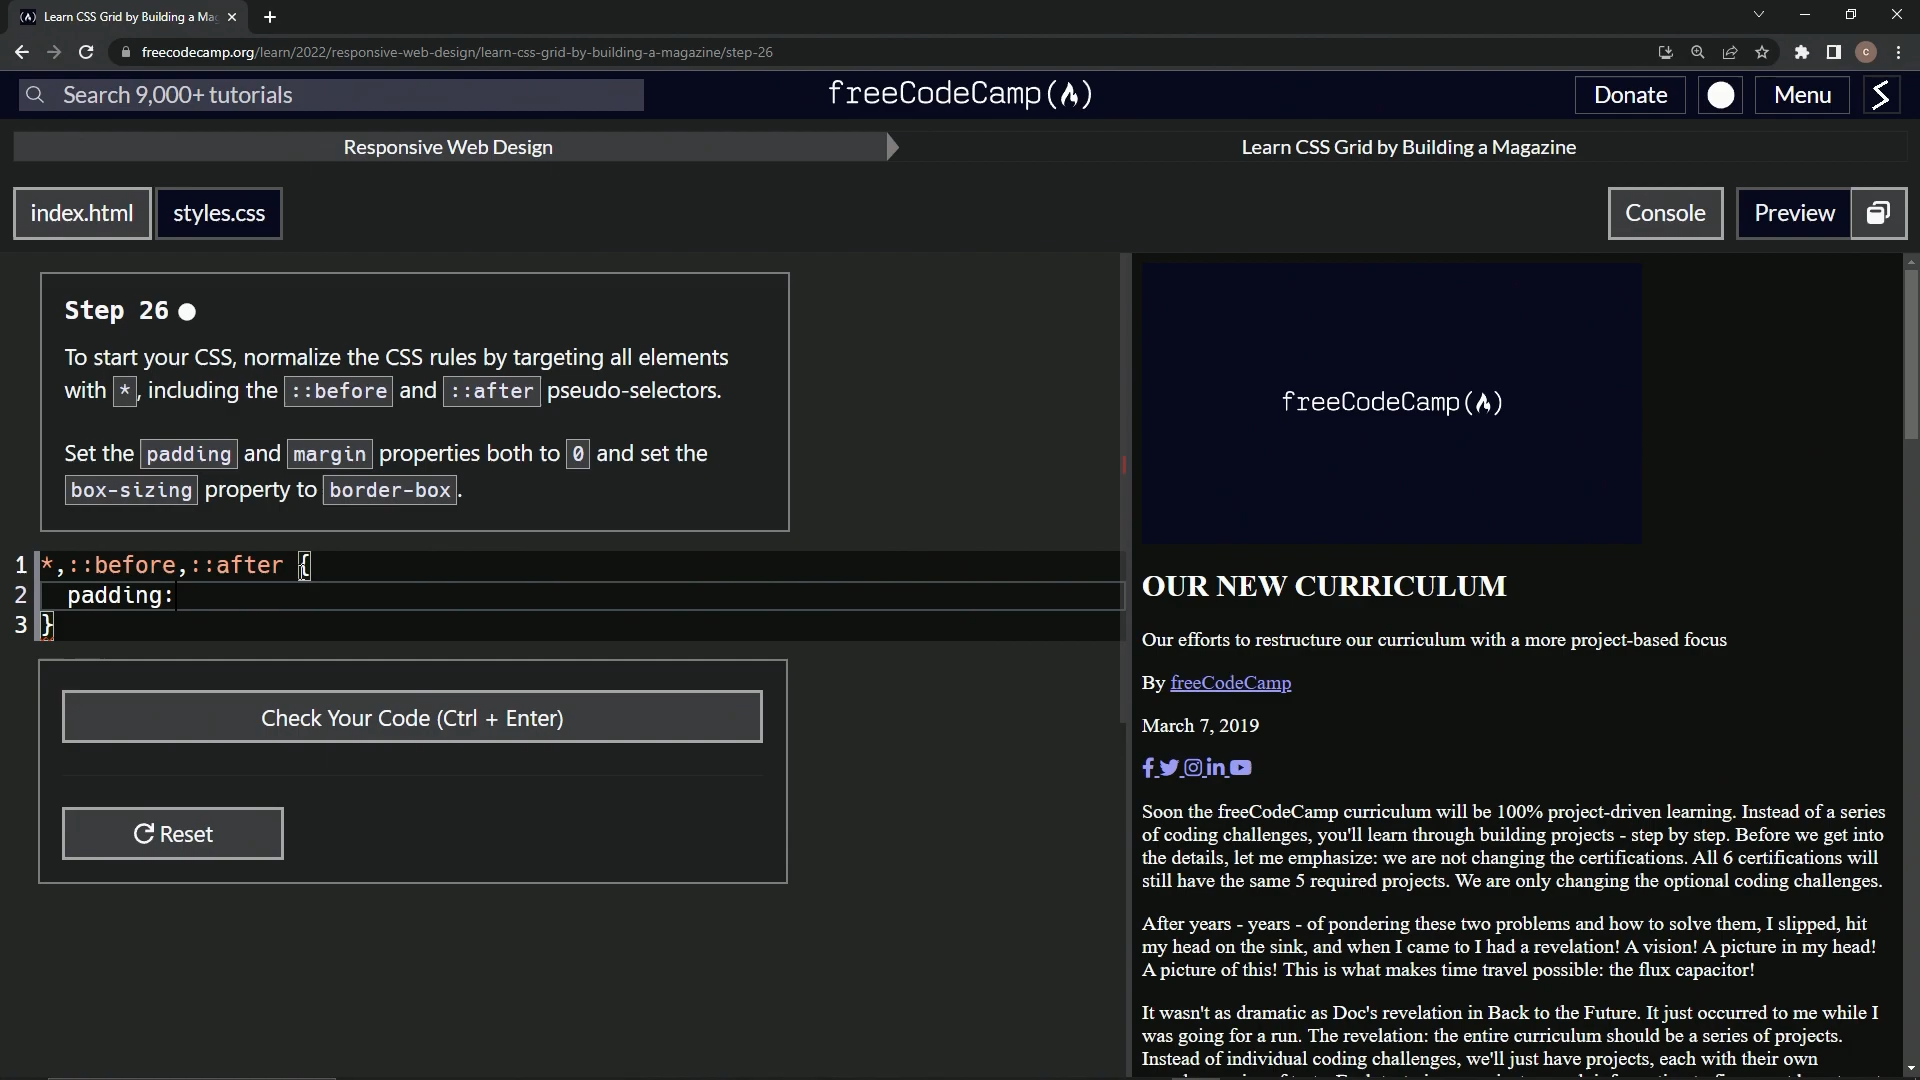 Learn CSS Grid by Building a Mag
freecodecamp.org/learn/2022/responsive-web-design/learn-css-grid-by-building-a-magazine/step-26
C
Search 9,000+ tutorials
freeCodeCamp(🔥)
Donate
Menu
Responsive Web Design
Learn CSS Grid by Building a Magazine
index.html
styles.css
Console
Preview
Step 26
To start your CSS, normalize the CSS rules by targeting all elements
with *, including the ::before and ::after pseudo-selectors.
Set the padding and margin properties both to 0 and set the
box-sizing property to border-box.
1 *,::before,::after {
2 padding:
3 }
Check Your Code (Ctrl + Enter)
Reset
freeCodeCamp(🔥)
OUR NEW CURRICULUM
Our efforts to restructure our curriculum with a more project-based focus
By freeCodeCamp
March 7, 2019
Soon the freeCodeCamp curriculum will be 100% project-driven learning. Instead of a series
of coding challenges, you'll learn through building projects - step by step. Before we get into
the details, let me emphasize: we are not changing the certifications. All 6 certifications will
still have the same 5 required projects. We are only changing the optional coding challenges.
After years - years - of pondering these two problems and how to solve them, I slipped, hit
my head on the sink, and when I came to I had a revelation! A vision! A picture in my head!
A picture of this! This is what makes time travel possible: the flux capacitor!
It wasn't as dramatic as Doc's revelation in Back to the Future. It just occurred to me while I
was going for a run. The revelation: the entire curriculum should be a series of projects.
Instead of individual coding challenges, we'll just have projects, each with their own